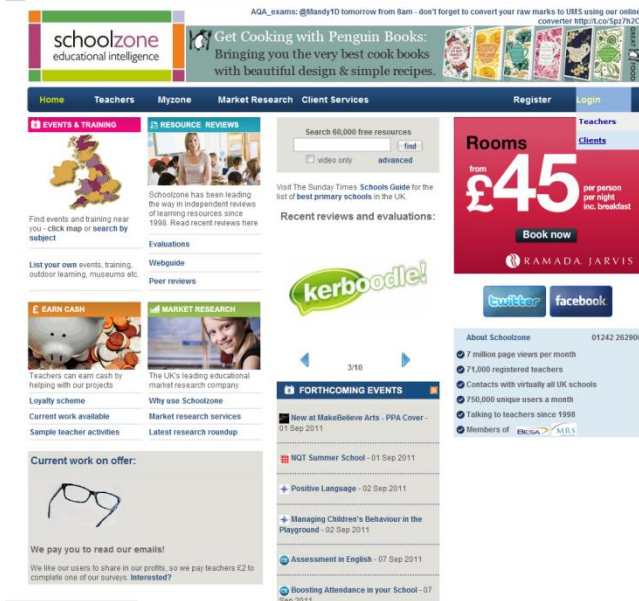 AQA_exams: @Mandy1D tomorrow from 8am - don't forget to convert your raw marks to UMS using our online
converter http://t.co/Spz7h2C
schoolzone
educational intelligence
Get Cooking with Penguin Books:
Bringing you the very best cook books
with beautiful design & simple recipes.
GREAT FOOD
Home Teachers Myzone Market Research Client Services Register Login
Teachers
Clients
EVENTS & TRAINING
Find events and training near
you - click map or search by
subject
List your own events, training,
outdoor learning, museums etc.
RESOURCE REVIEWS
Schoolzone has been leading
the way in independent reviews
of learning resources since
1998. Read recent reviews here
Evaluations
Webguide
Peer reviews
£ EARN CASH
Teachers can earn cash by
helping with our projects
Loyalty scheme
Current work available
Sample teacher activities
MARKET RESEARCH
The UK's leading educational
market research company
Why use Schoolzone
Market research services
Latest research roundup
Current work on offer:
We pay you to read our emails!
We like our users to share in our profits, so we pay teachers £2 to
complete one of our surveys. Interested?
Search 60,000 free resources
find
video only advanced
Visit The Sunday Times Schools Guide for the
list of best primary schools in the UK.
Recent reviews and evaluations:
kerboodle!
3/10
FORTHCOMING EVENTS
New at MakeBelieve Arts - PPA Cover -
01 Sep 2011
NQT Summer School - 01 Sep 2011
Positive Language - 02 Sep 2011
Managing Children's Behaviour in the
Playground - 02 Sep 2011
Assessment in English - 07 Sep 2011
Boosting Attendance in your School - 07
Sep 2011
Rooms
from
£45
per person
per night
inc. breakfast
Book now
RAMADA JARVIS
twitter facebook
About Schoolzone 01242 262906
7 million page views per month
71,000 registered teachers
Contacts with virtually all UK schools
750,000 unique users a month
Talking to teachers since 1998
Members of BESA MRS